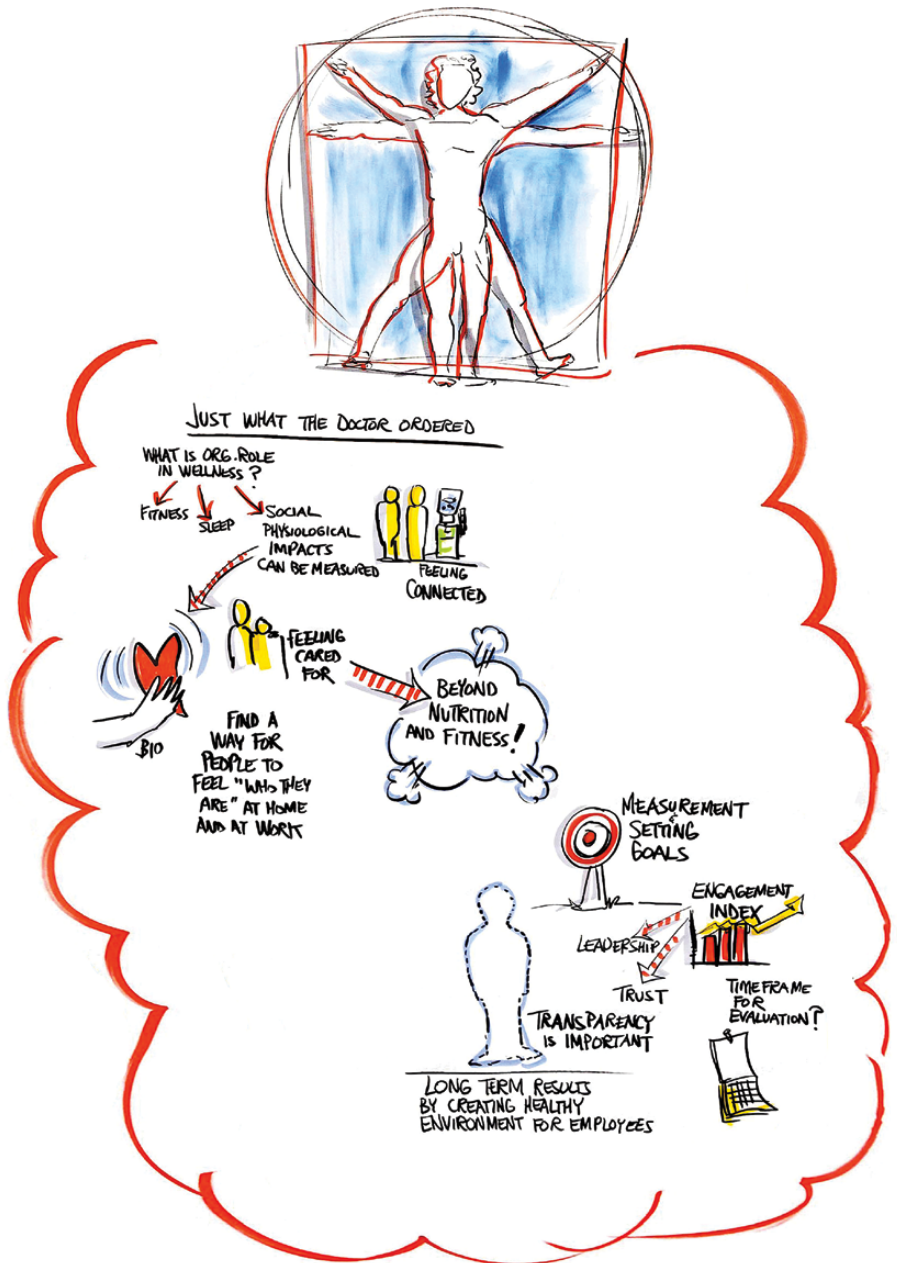 JUST WHAT THE DOCTOR ORDERED
WHAT IS ORG. ROLE
IN WELLNESS?
FITNESS
SLEEP
SOCIAL
PHYSIOLOGICAL
IMPACTS
CAN BE MEASURED
FEELING
CONNECTED
BIO
FEELING
CARED
FOR
FIND A
WAY FOR
PEOPLE TO
FEEL "WHO THEY
ARE" AT HOME
AND AT WORK
BEYOND
NUTRITION
AND FITNESS!
MEASUREMENT
&
SETTING
GOALS
ENGAGEMENT
INDEX
LEADERSHIP
TRUST
TRANSPARENCY
IS IMPORTANT
TIMEFRAME
FOR
EVALUATION?
LONG TERM RESULTS
BY CREATING HEALTHY
ENVIRONMENT FOR EMPLOYEES